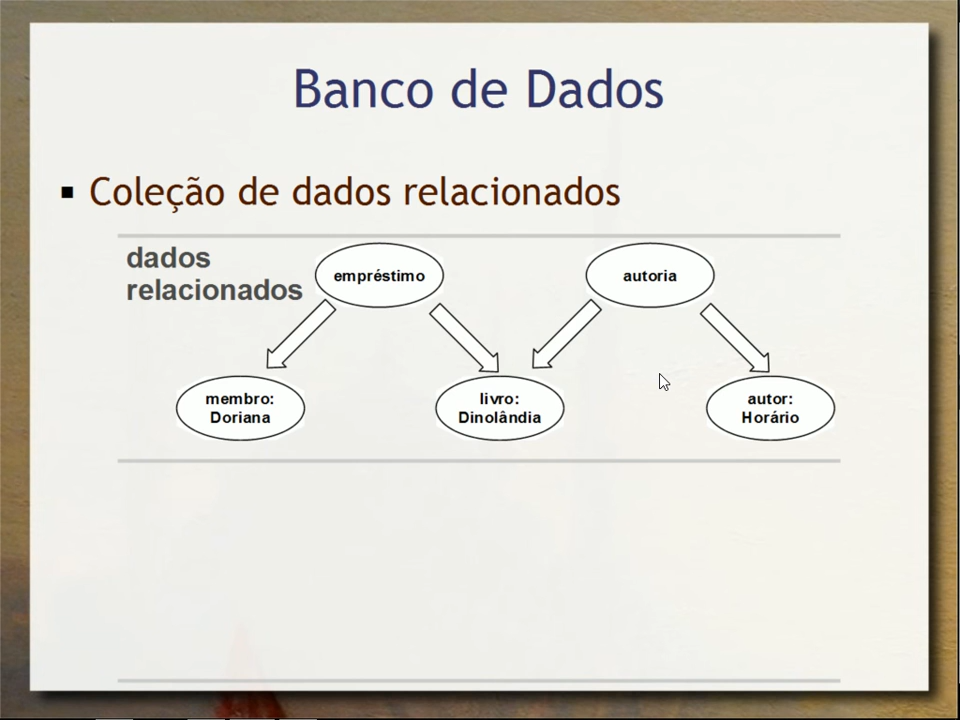 Banco de Dados
Coleção de dados relacionados
dados
relacionados
empréstimo
autoria
membro:
Doriana
livro:
Dinolândia
autor:
Horário